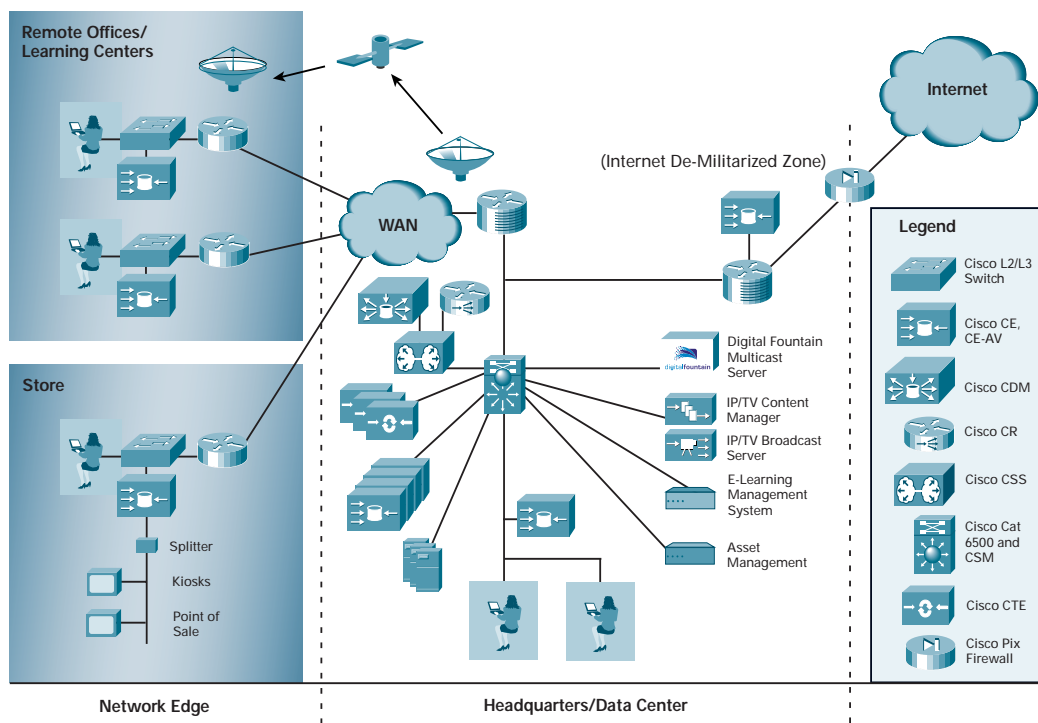 Remote Offices/
Learning Centers
Internet
(Internet De-Militarized Zone)
WAN
Legend
Cisco L2/L3
Switch
Cisco CE,
CE-AV
Cisco CDM
Cisco CR
Cisco CSS
Cisco Cat
6500 and
CSM
Cisco CTE
Cisco Pix
Firewall
digitalfountain
Digital Fountain
Multicast
Server
IP/TV Content
Manager
IP/TV Broadcast
Server
E-Learning
Management
System
Asset
Management
Store
Splitter
Kiosks
Point of
Sale
Network Edge
Headquarters/Data Center